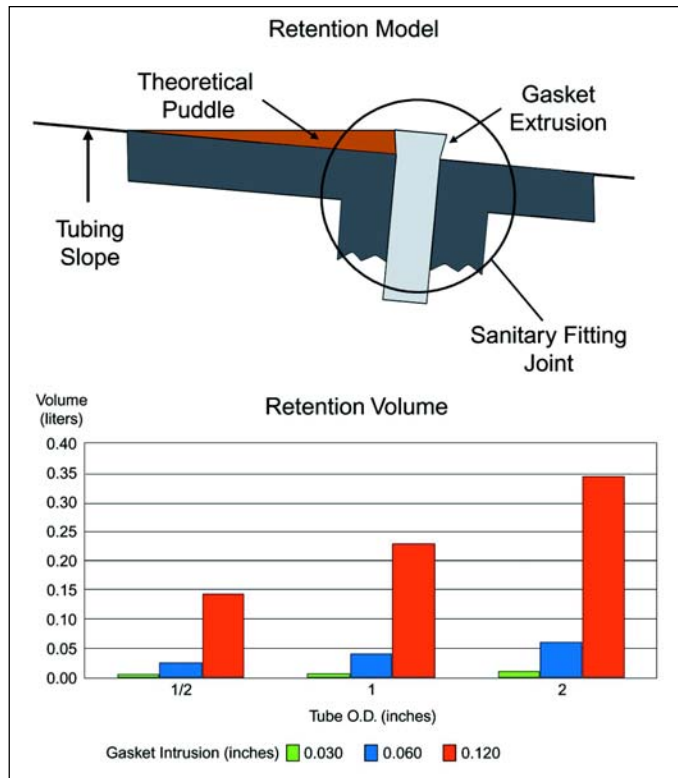 Retention Model
Theoretical
Puddle
Gasket
Extrusion
Tubing
Slope
Sanitary Fitting
Joint
Volume
(liters)
Retention Volume
0.40
0.35
0.30
0.25
0.20
0.15
0.10
0.05
0.00
1/2 1 2
Tube O.D. (inches)
Gasket Intrusion (inches) 0.030 0.060 0.120